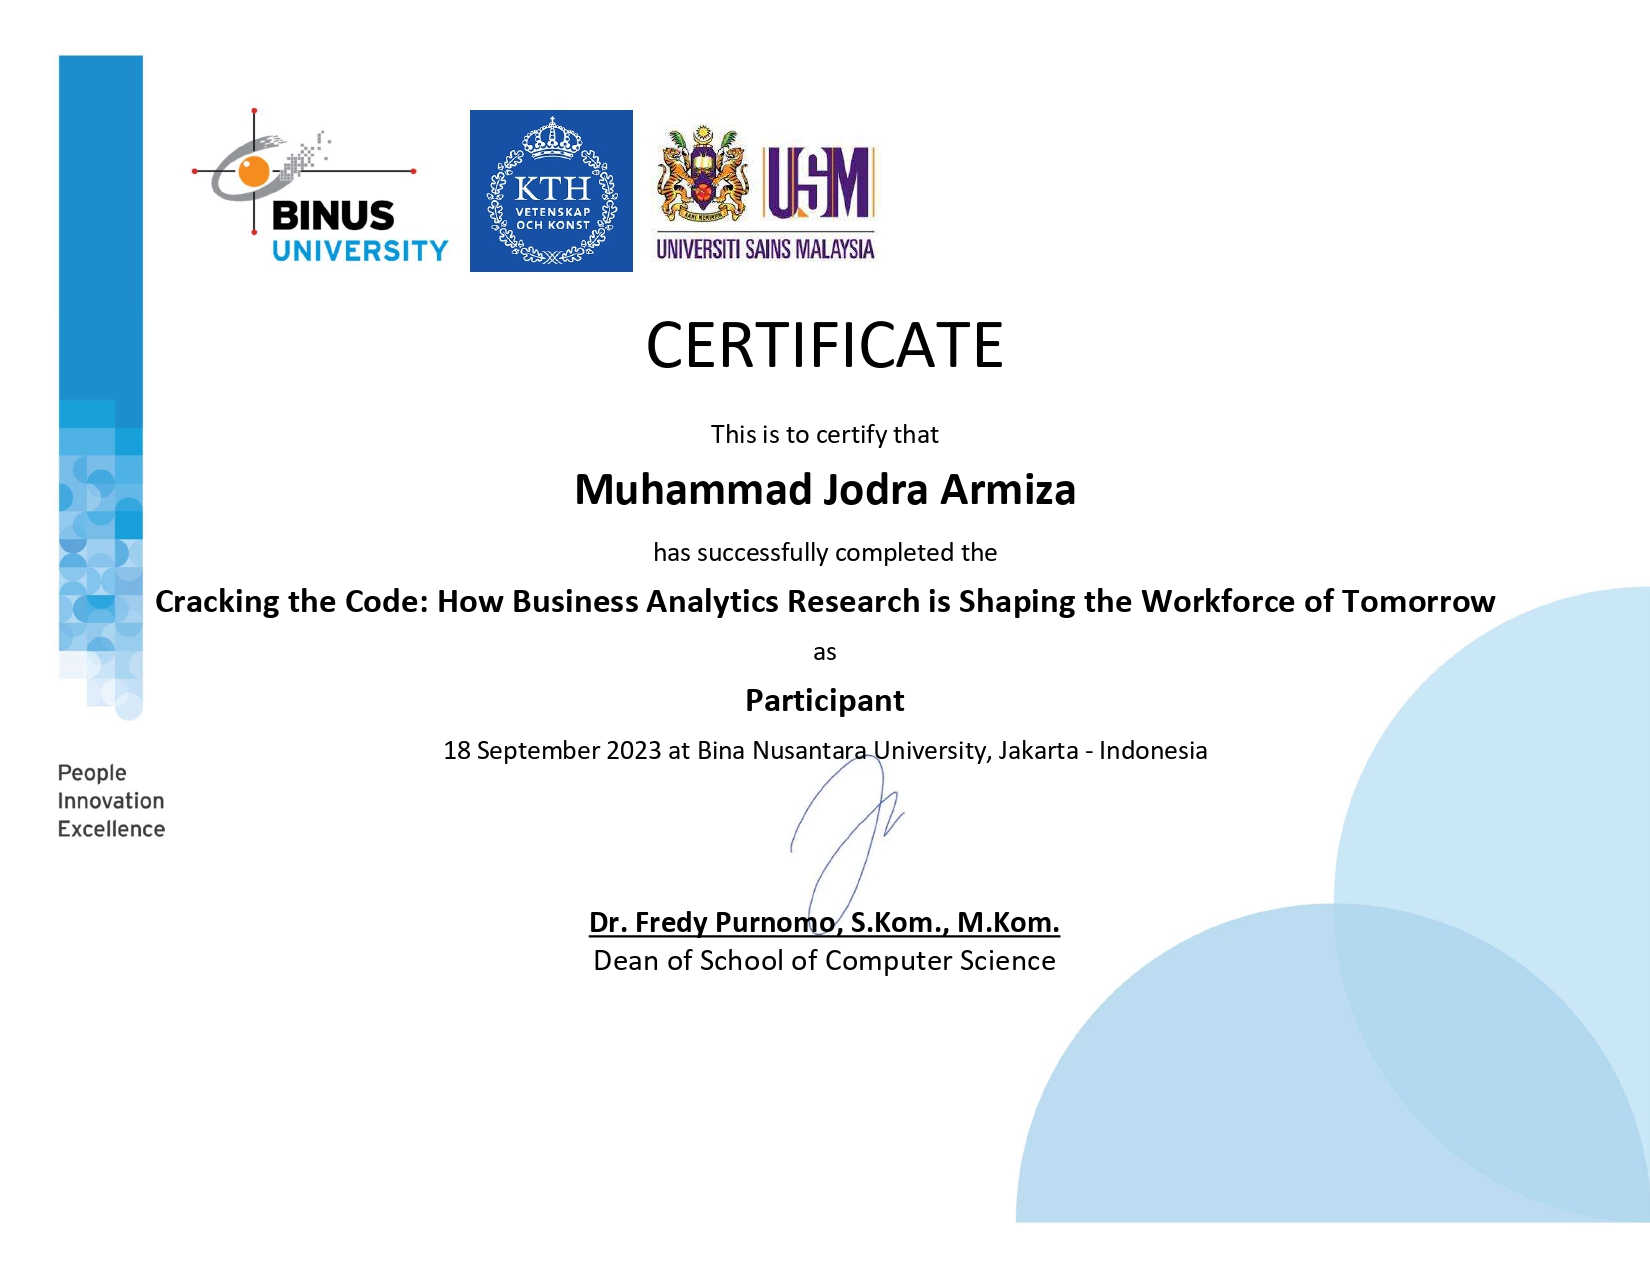 BINUS
UNIVERSITY
KTH
VETENSKAP
OCH KONST
USM
UNIVERSITI SAINS MALAYSIA
CERTIFICATE
This is to certify that
Muhammad Jodra Armiza
has successfully completed the
Cracking the Code: How Business Analytics Research is Shaping the Workforce of Tomorrow
as
Participant
18 September 2023 at Bina Nusantara University, Jakarta - Indonesia
People
Innovation
Excellence
Dr. Fredy Purnomo, S.Kom., M.Kom.
Dean of School of Computer Science